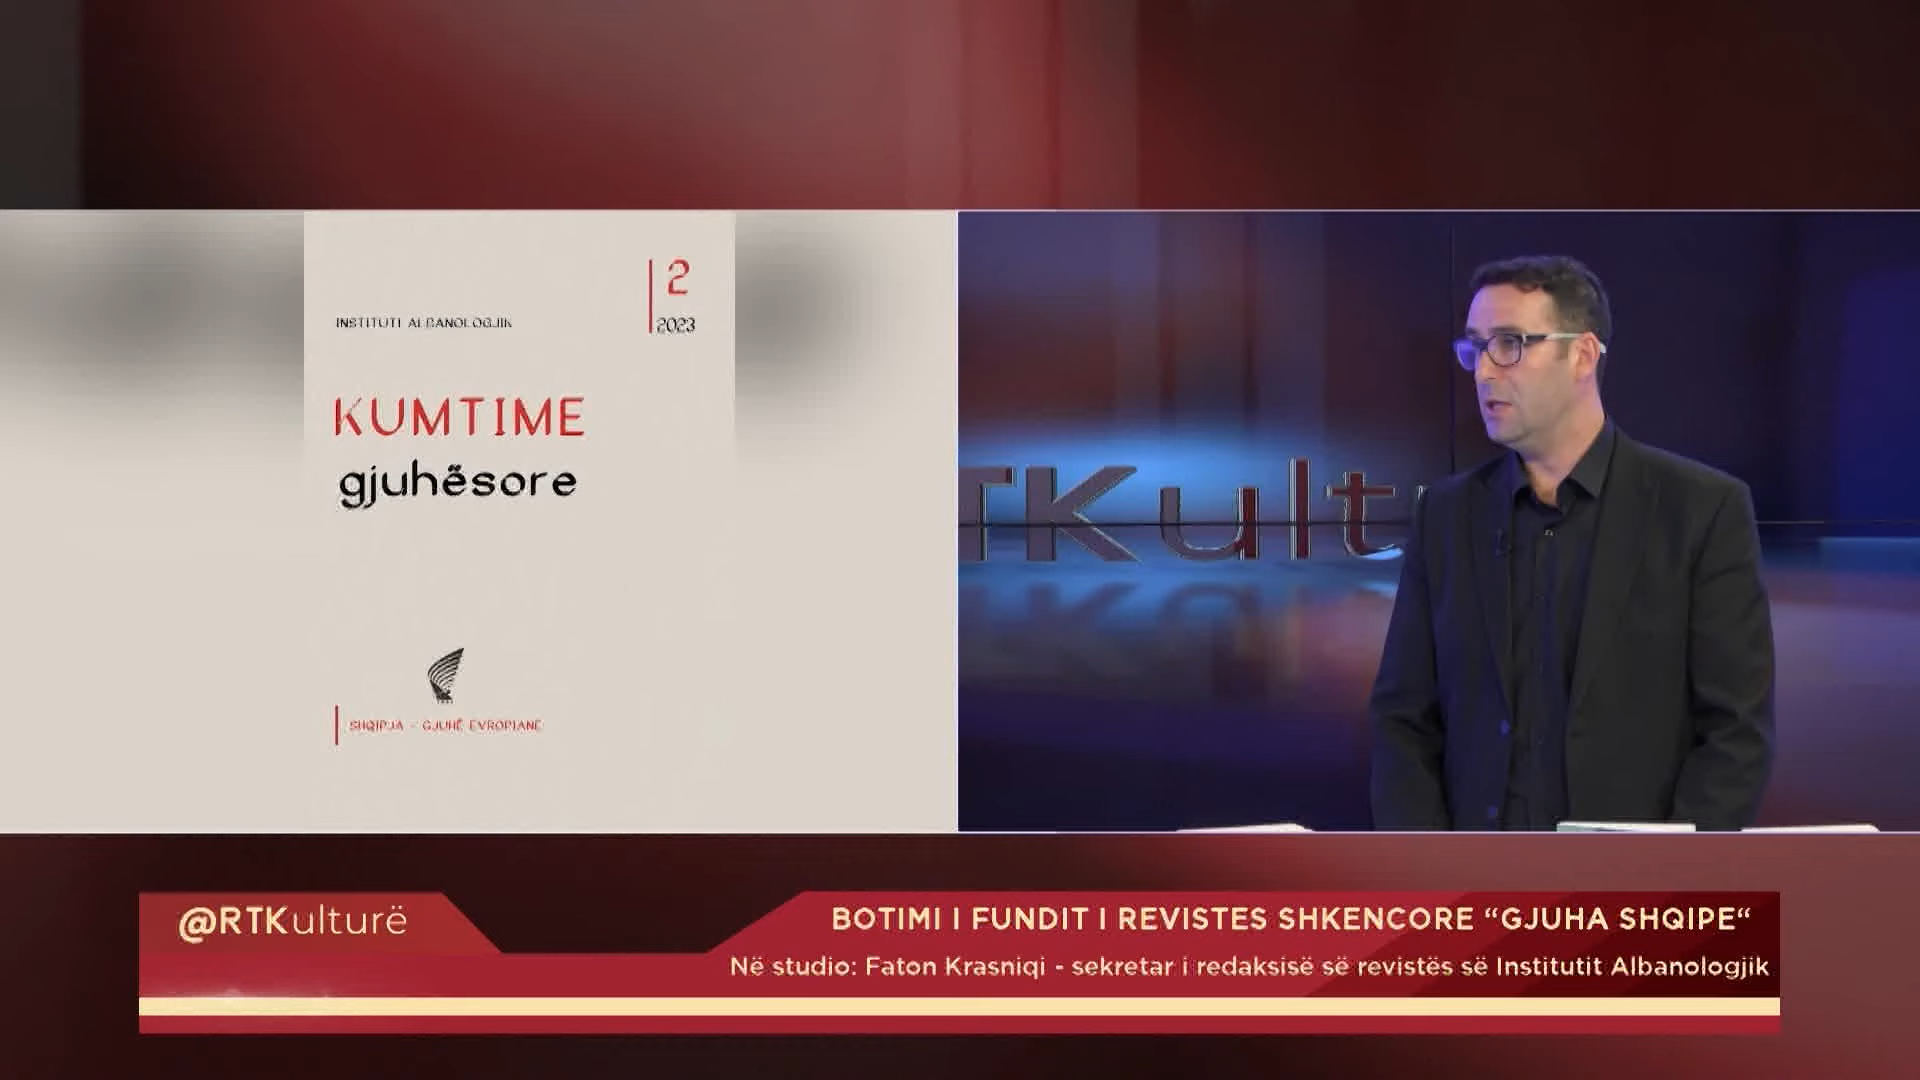 2
INSTITUTI ALBANOLOGJIK
2023
KUMTIME
gjuhësore
SHQIPJA - GJUHË EVROPIANE
TKultu
@RTKulturë
BOTIMI I FUNDIT I REVISTES SHKENCORE “GJUHA SHQIPE“
Në studio: Faton Krasniqi - sekretar i redaksisë së revistës së Institutit Albanologjik